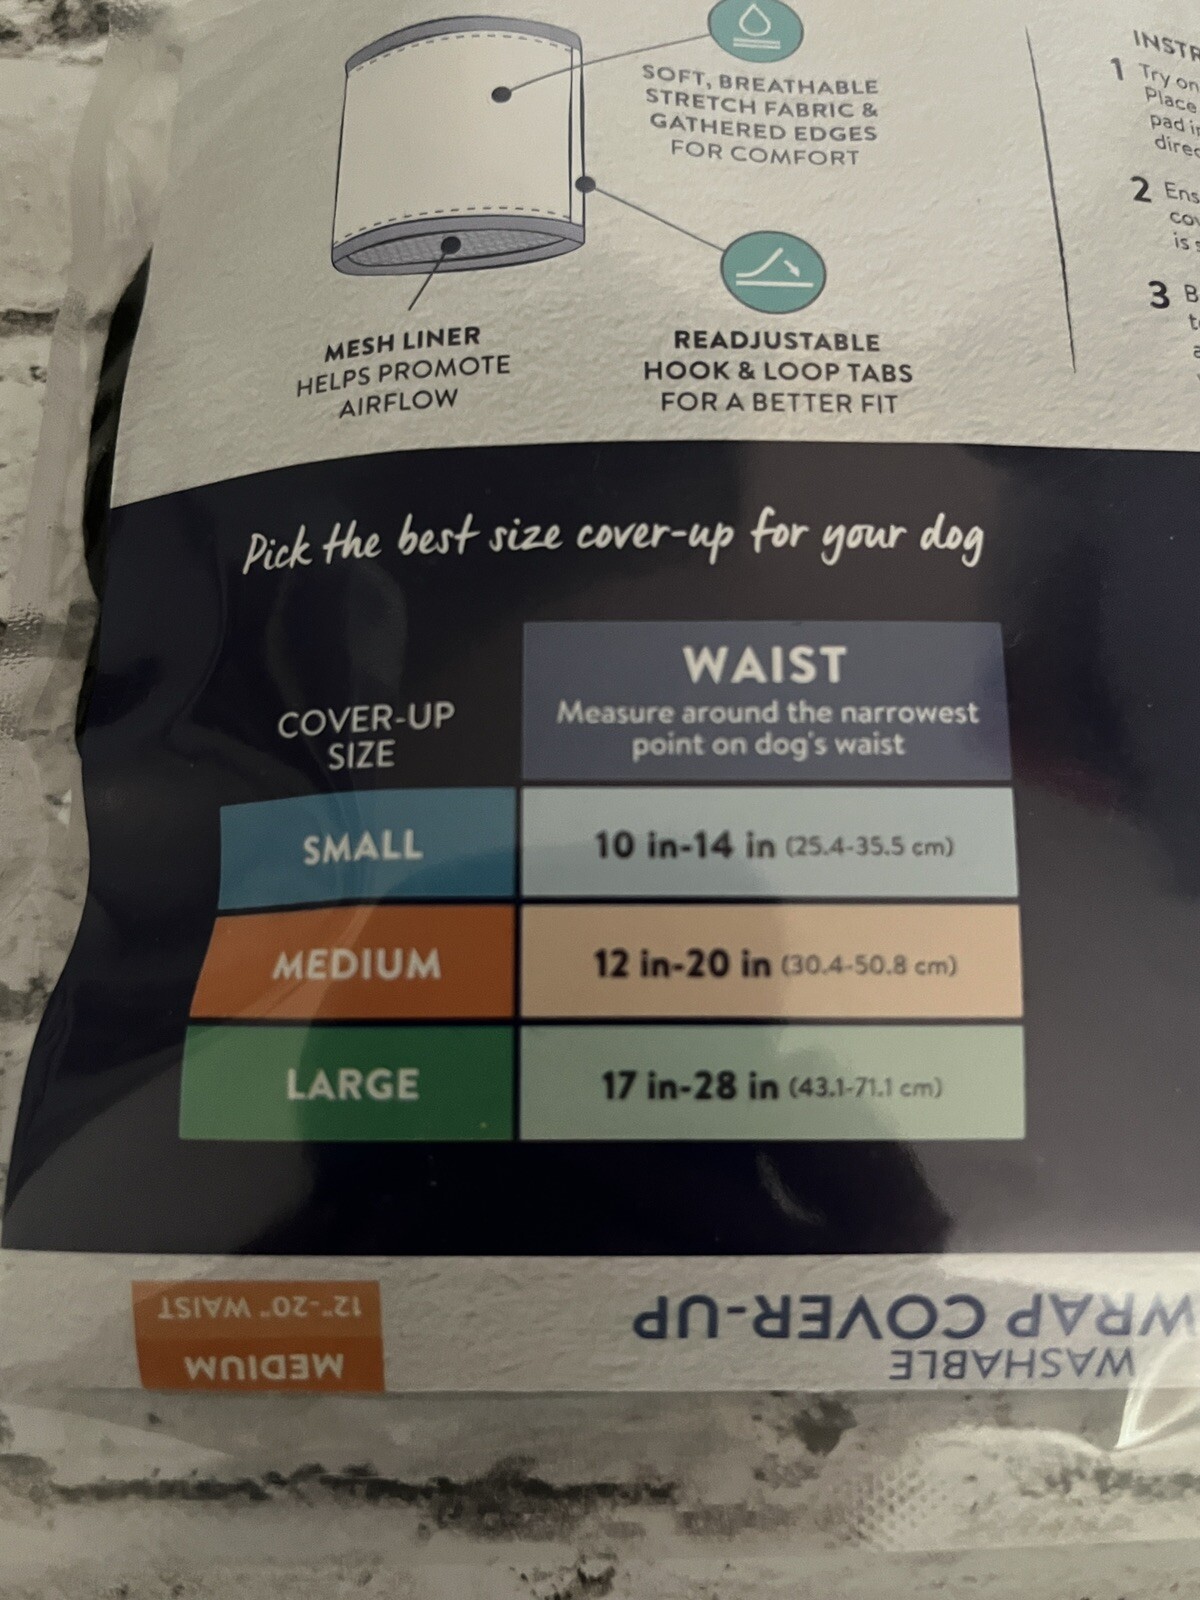 SOFT, BREATHABLE
STRETCH FABRIC &
GATHERED EDGES
FOR COMFORT
MESH LINER
HELPS PROMOTE
AIRFLOW
READJUSTABLE
HOOK & LOOP TABS
FOR A BETTER FIT
1 Try on
Place
2
3
Pick the best size cover-up for your dog
COVER-UP
SIZE
WAIST
Measure around the narrowest
point on dog's waist
SMALL
10 in-14 in (25.4-35.5 cm)
MEDIUM
12 in-20 in (30.4-50.8 cm)
LARGE
17 in-28 in (43.1-71.1 cm)
WASHABLE
WRAP COVER-UP
MEDIUM
12"-20" WAIST